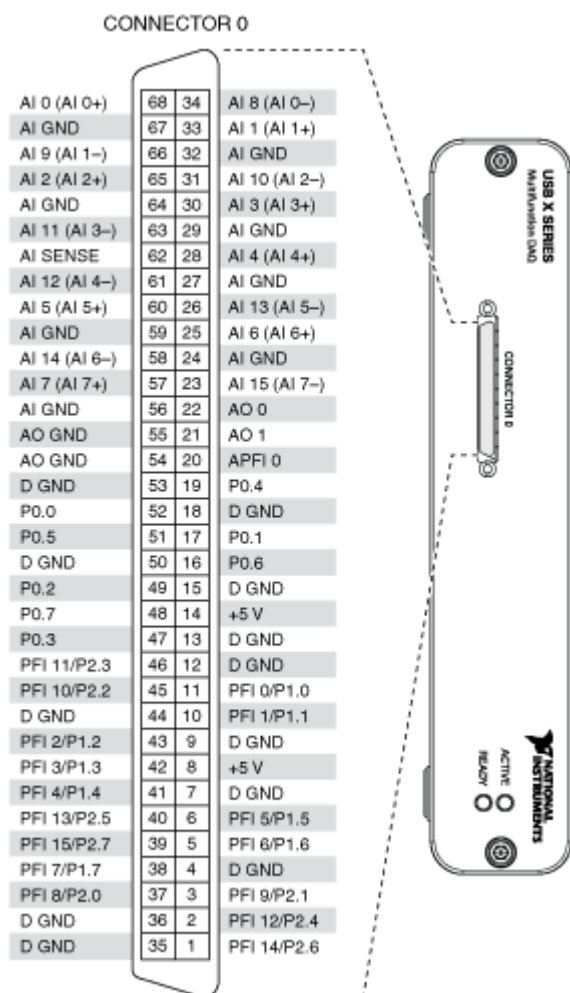 CONNECTOR 0
AI 0 (AI 0+) 68 34 AI 8 (AI 0–)
AI GND 67 33 AI 1 (AI 1+)
AI 9 (AI 1–) 66 32 AI GND
AI 2 (AI 2+) 65 31 AI 10 (AI 2–)
AI GND 64 30 AI 3 (AI 3+)
AI 11 (AI 3–) 63 29 AI GND
AI SENSE 62 28 AI 4 (AI 4+)
AI 12 (AI 4–) 61 27 AI GND
AI 5 (AI 5+) 60 26 AI 13 (AI 5–)
AI GND 59 25 AI 6 (AI 6+)
AI 14 (AI 6–) 58 24 AI GND
AI 7 (AI 7+) 57 23 AI 15 (AI 7–)
AI GND 56 22 AO 0
AO GND 55 21 AO 1
AO GND 54 20 APFI 0
D GND 53 19 P0.4
P0.0 52 18 D GND
P0.5 51 17 P0.1
D GND 50 16 P0.6
P0.2 49 15 D GND
P0.7 48 14 +5 V
P0.3 47 13 D GND
PFI 11/P2.3 46 12 D GND
PFI 10/P2.2 45 11 PFI 0/P1.0
D GND 44 10 PFI 1/P1.1
PFI 2/P1.2 43 9 D GND
PFI 3/P1.3 42 8 +5 V
PFI 4/P1.4 41 7 D GND
PFI 13/P2.5 40 6 PFI 5/P1.5
PFI 15/P2.7 39 5 PFI 6/P1.6
PFI 7/P1.7 38 4 D GND
PFI 8/P2.0 37 3 PFI 9/P2.1
D GND 36 2 PFI 12/P2.4
D GND 35 1 PFI 14/P2.6
USB X SERIES
Multifunction DAQ
CONNECTOR 0
NATIONAL
INSTRUMENTS
ACTIVE
READY